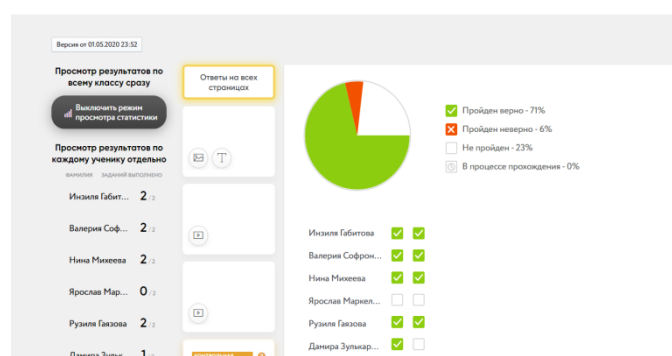 Версия от 01.05.2020 23:52
Просмотр результатов по
всему классу сразу
Выключить режим
просмотра статистики
Просмотр результатов по
каждому ученику отдельно
ФАМИЛИЯ ЗАДАНИЙ ВЫПОЛНЕНО
Инзиля Габит... 2/2
Валерия Соф... 2/2
Нина Михеева 2/2
Ярослав Мар... 0/2
Рузиля Гаязова 2/2
Ответы на всех
страницах
T
Пройден верно - 71%
Пройден неверно - 6%
Не пройден - 23%
В процессе прохождения - 0%
Инзиля Габитова
Валерия Софрон...
Нина Михеева
Ярослав Маркел...
Рузиля Гаязова
Дамира Зулькар...